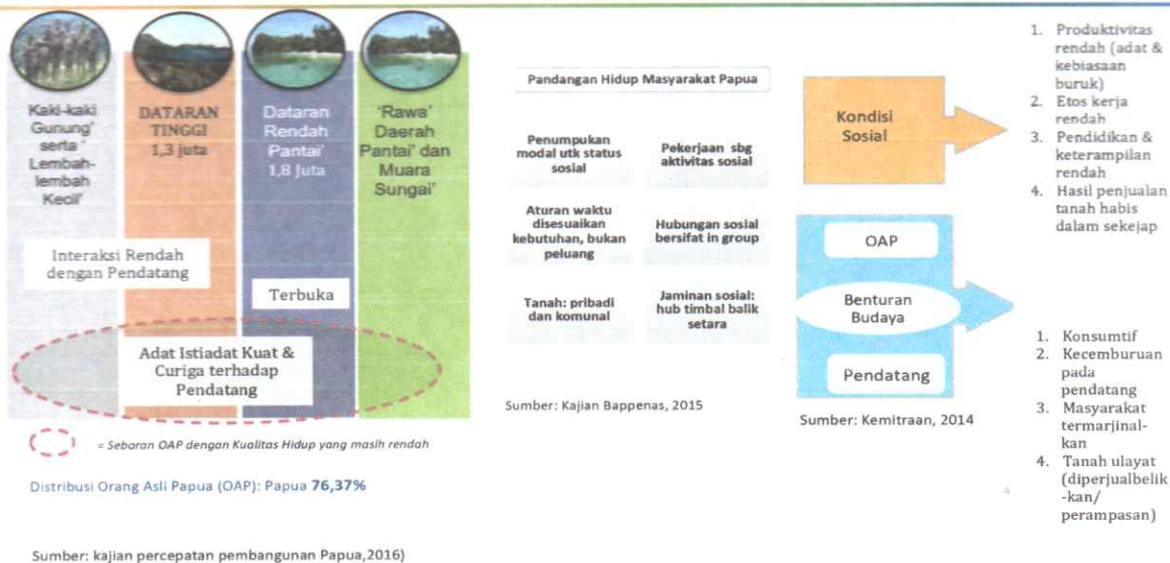 Kaki-kaki
Gunung'
serta '
Lembah-
lembah
Kecil'
DATARAN
TINGGI
1,3 juta
Dataran
Rendah
Pantai'
1,8 Juta
'Rawa'
Daerah
Pantai' dan
Muara
Sungai'
Interaksi Rendah
dengan Pendatang
Terbuka
Adat Istiadat Kuat &
Curiga terhadap
Pendatang
= Sebaran OAP dengan Kualitas Hidup yang masih rendah
Distribusi Orang Asli Papua (OAP): Papua 76,37%
Sumber: kajian percepatan pembangunan Papua,2016)
Pandangan Hidup Masyarakat Papua
Penumpukan
modal utk status
sosial
Pekerjaan sbg
aktivitas sosial
Aturan waktu
disesuaikan
kebutuhan, bukan
peluang
Hubungan sosial
bersifat in group
Tanah: pribadi
dan komunal
Jaminan sosial:
hub timbal balik
setara
Sumber: Kajian Bappenas, 2015
Kondisi
Sosial
OAP
Benturan
Budaya
Pendatang
Sumber: Kemitraan, 2014
1. Produktivitas
rendah (adat &
kebiasaan
buruk)
2. Etos kerja
rendah
3. Pendidikan &
keterampilan
rendah
4. Hasil penjualan
tanah habis
dalam sekejap
1. Konsumtif
2. Kecemburuan
pada
pendatang
3. Masyarakat
termarjinal-
kan
4. Tanah ulayat
(diperjualbelik
-kan/
perampasan)
4